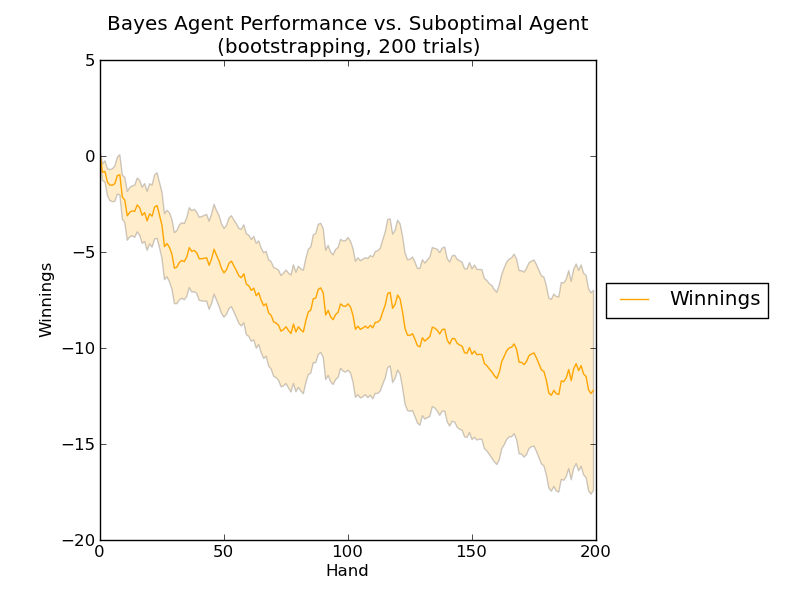 Bayes Agent Performance vs. Suboptimal Agent
(bootstrapping, 200 trials)
5
0
−5
−10
−15
−20
Winnings
0 50 100 150 200
Hand
Winnings